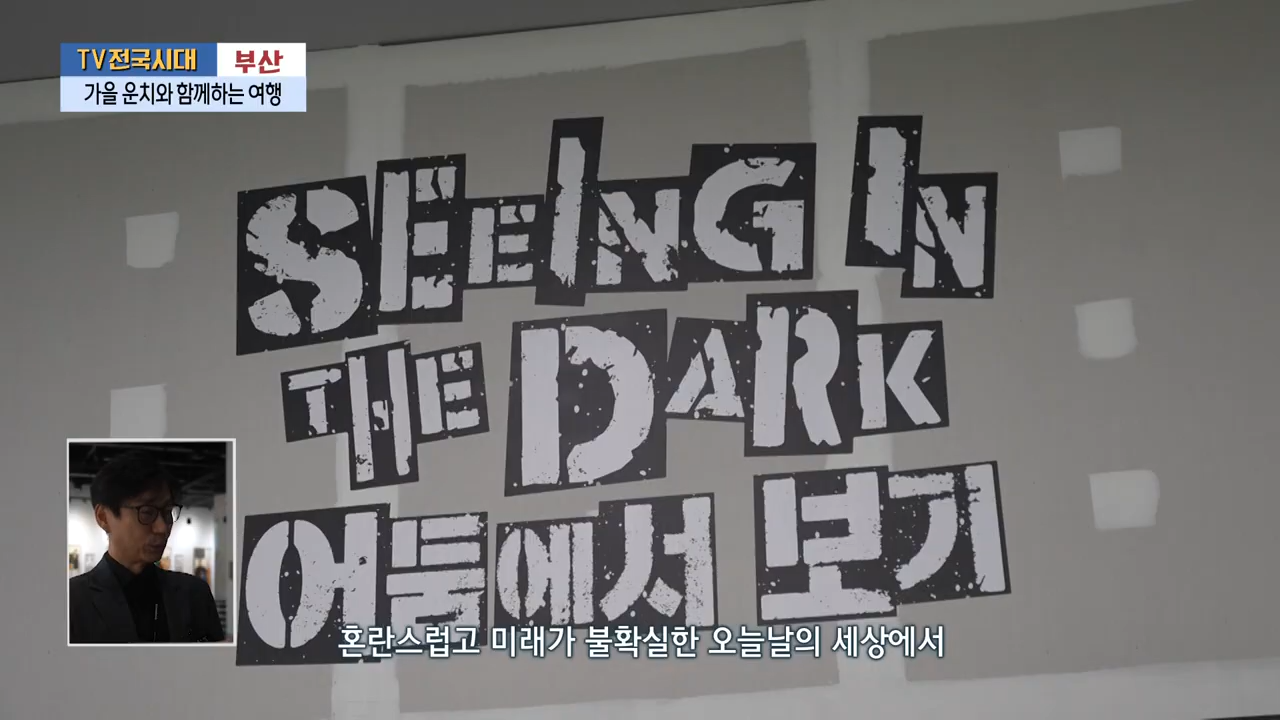 TV전국시대 부산
가을 운치와 함께하는 여행
SEEING IN
THE DARK
어둠에서 보기
혼란스럽고 미래가 불확실한 오늘날의 세상에서